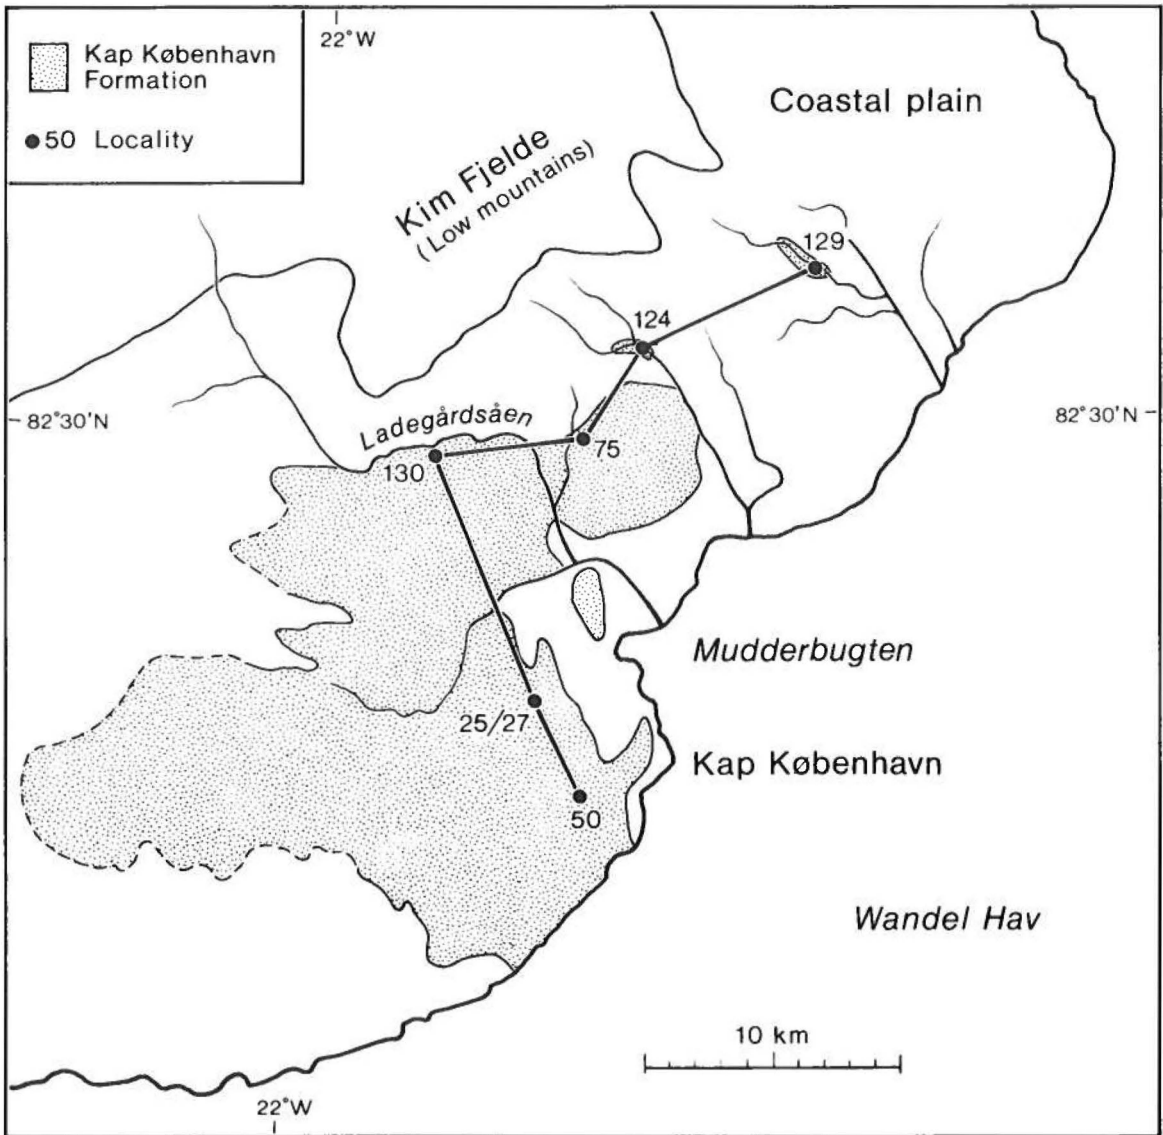 Kap København
Formation
50 Locality
22°W
Coastal plain
Kim Fjelde
(Low mountains)
129
124
82°30'N
82°30'N
Ladegårdsåen
75
130
Mudderbugten
25/27
Kap København
50
Wandel Hav
10 km
22°W